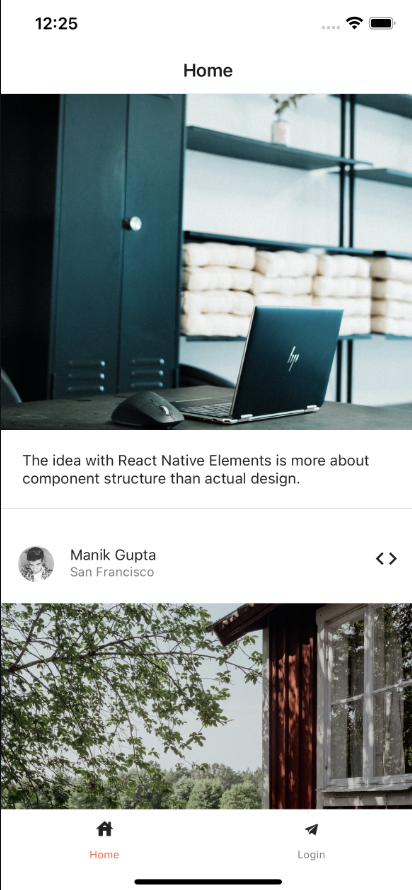 12:25
Home
hp
The idea with React Native Elements is more about
component structure than actual design.
Manik Gupta
San Francisco
Home
Login